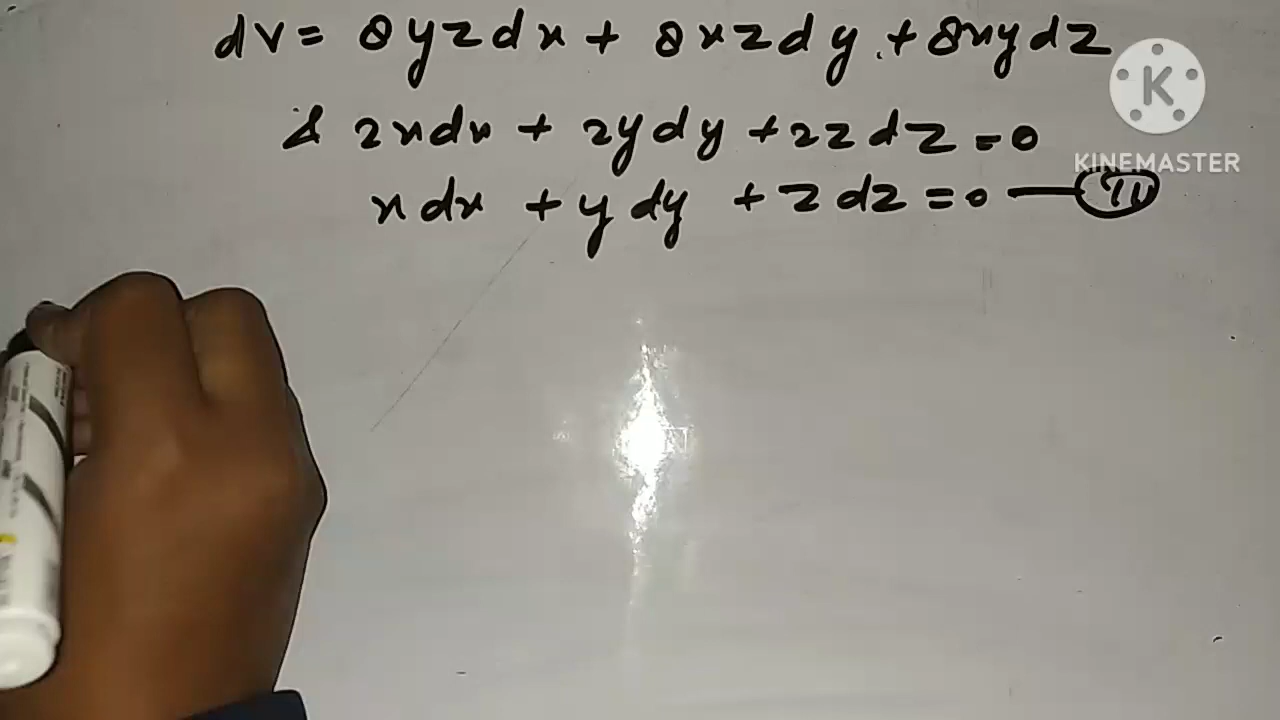 dv = 8yzdx + 8xzdy + 8xydz
& 2xdx + 2ydy + 2zdz = 0
xdx + ydy + zdz = 0 — II
K
KINEMASTER